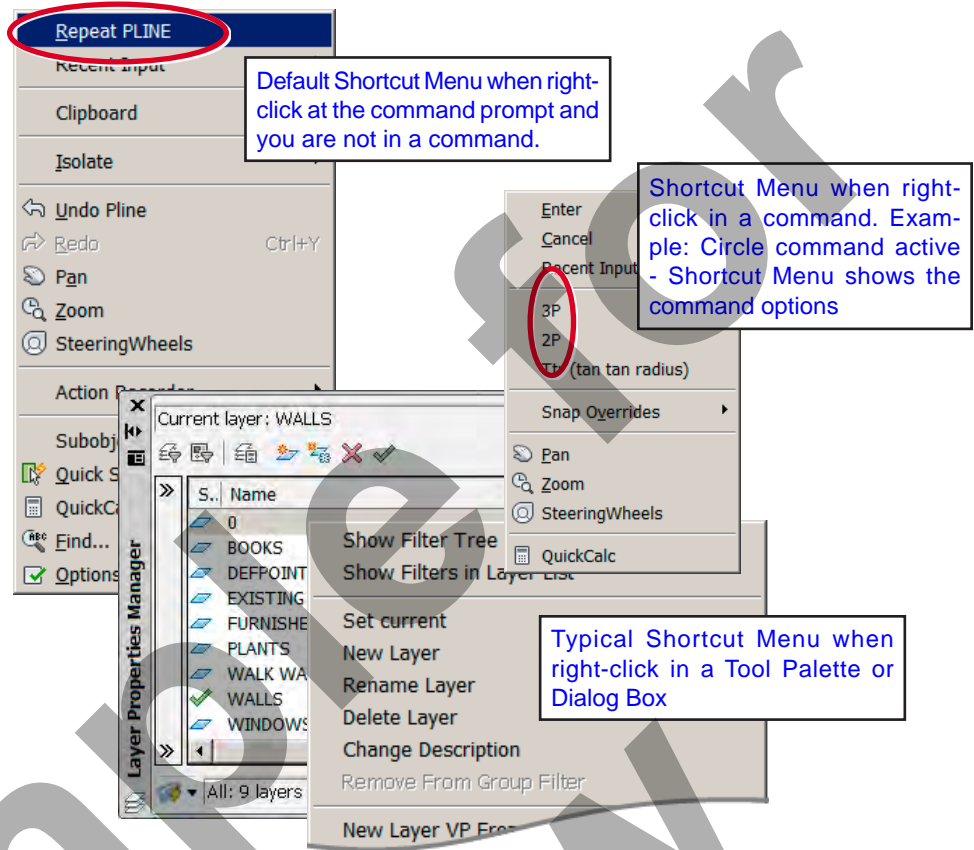 Repeat PLINE
Recent Input
Clipboard
Isolate
Undo Pline
Redo Ctrl+Y
Pan
Zoom
SteeringWheels
Action Recorder
Subobj
Quick S
QuickCa
Find...
Options
Default Shortcut Menu when right-
click at the command prompt and
you are not in a command.
Enter
Cancel
Recent Input
3P
2P
Ttr (tan tan radius)
Snap Overrides
Pan
Zoom
SteeringWheels
QuickCalc
Shortcut Menu when right-
click in a command. Exam-
ple: Circle command active
- Shortcut Menu shows the
command options
Current layer: WALLS
S.. Name
0
BOOKS
DEFPOINT
EXISTING
FURNISHE
PLANTS
WALK WA
WALLS
WINDOWS
All: 9 layers
Layer Properties Manager
Show Filter Tree
Show Filters in Layer List
Set current
New Layer
Rename Layer
Delete Layer
Change Description
Remove From Group Filter
New Layer VP Froz
Typical Shortcut Menu when
right-click in a Tool Palette or
Dialog Box
for